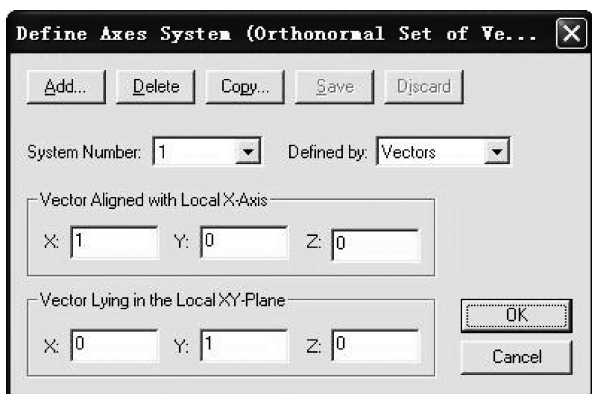 Define Axes System (Orthonormal Set of Ve...
Add... Delete Copy... Save Discard
System Number: 1 Defined by: Vectors
Vector Aligned with Local X-Axis
X: 1 Y: 0 Z: 0
Vector Lying in the Local XY-Plane
OK
X: 0 Y: 1 Z: 0
Cancel